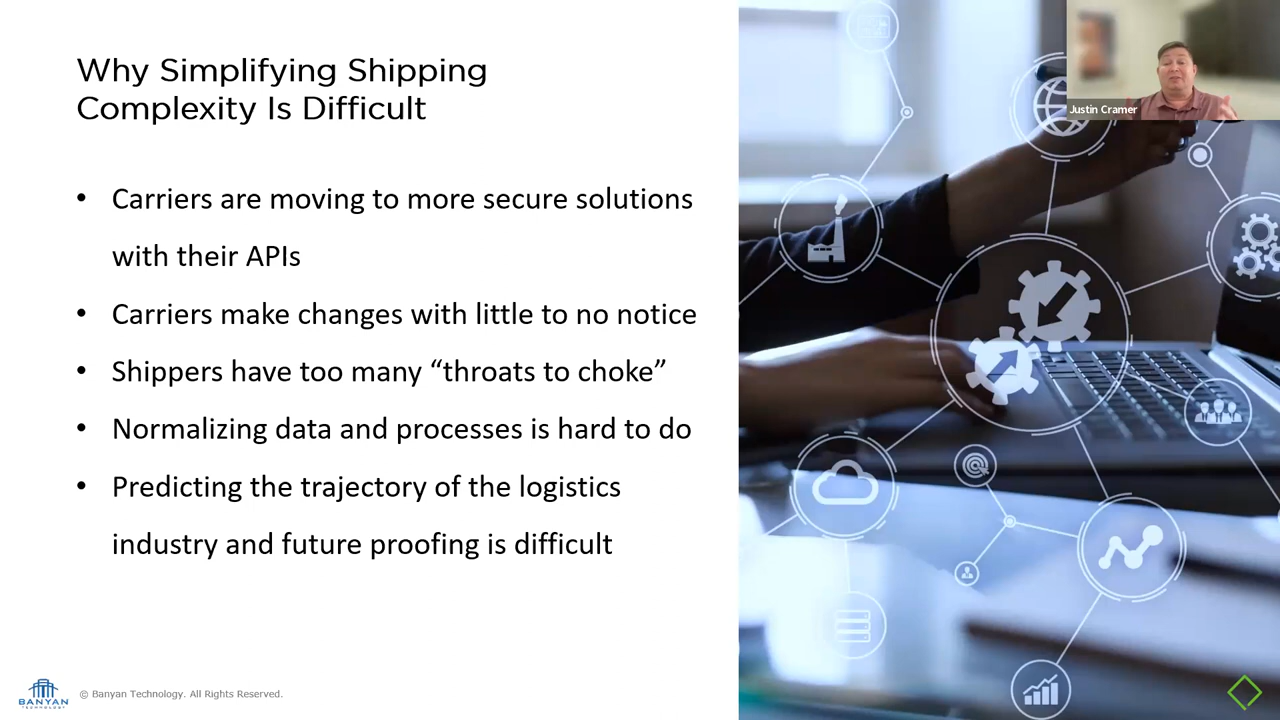 Why Simplifying Shipping
Complexity Is Difficult
• Carriers are moving to more secure solutions
with their APIs
• Carriers make changes with little to no notice
• Shippers have too many “throats to choke”
• Normalizing data and processes is hard to do
• Predicting the trajectory of the logistics
industry and future proofing is difficult
Justin Cramer
BANYAN
TECHNOLOGY
© Banyan Technology. All Rights Reserved.